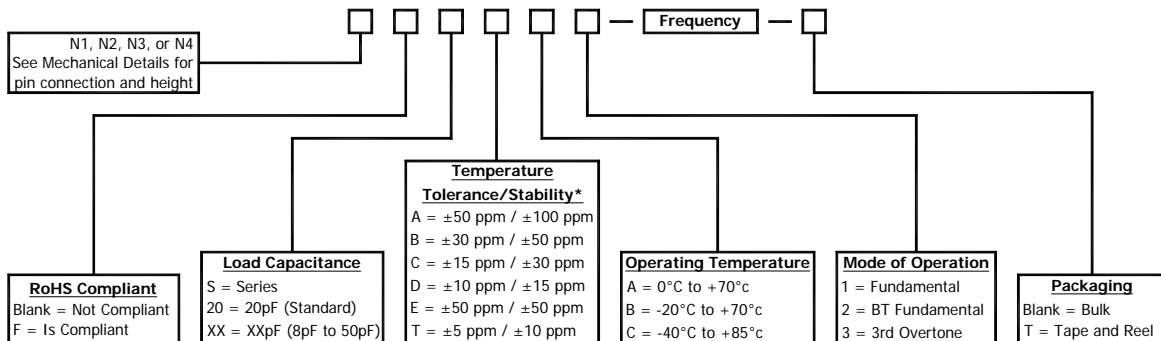 Frequency
N1, N2, N3, or N4
See Mechanical Details for
pin connection and height
RoHS Compliant
Blank = Not Compliant
F = Is Compliant
Load Capacitance
S = Series
20 = 20pF (Standard)
XX = XXpF (8pF to 50pF)
Temperature
Tolerance/Stability*
A = ±50 ppm / ±100 ppm
B = ±30 ppm / ±50 ppm
C = ±15 ppm / ±30 ppm
D = ±10 ppm / ±15 ppm
E = ±50 ppm / ±50 ppm
T = ±5 ppm / ±10 ppm
Operating Temperature
A = 0°C to +70°c
B = -20°C to +70°c
C = -40°C to +85°c
Mode of Operation
1 = Fundamental
2 = BT Fundamental
3 = 3rd Overtone
Packaging
Blank = Bulk
T = Tape and Reel